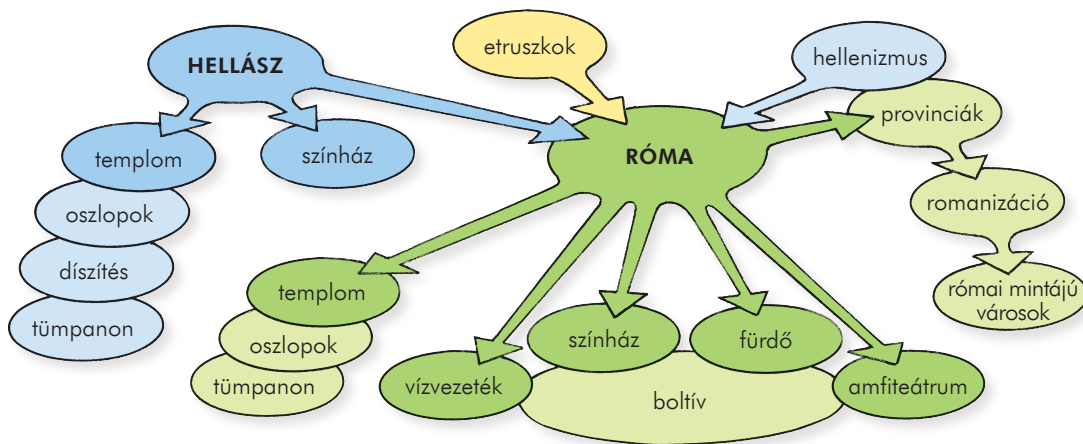 HELLÁSZ
etruszkok
hellenizmus
provinciák
templom
színház
RÓMA
oszlopok
romanizáció
díszítés
templom
római mintájú
városok
tümpanon
oszlopok
színház
fürdő
tümpanon
vízvezeték
boltív
amfiteátrum